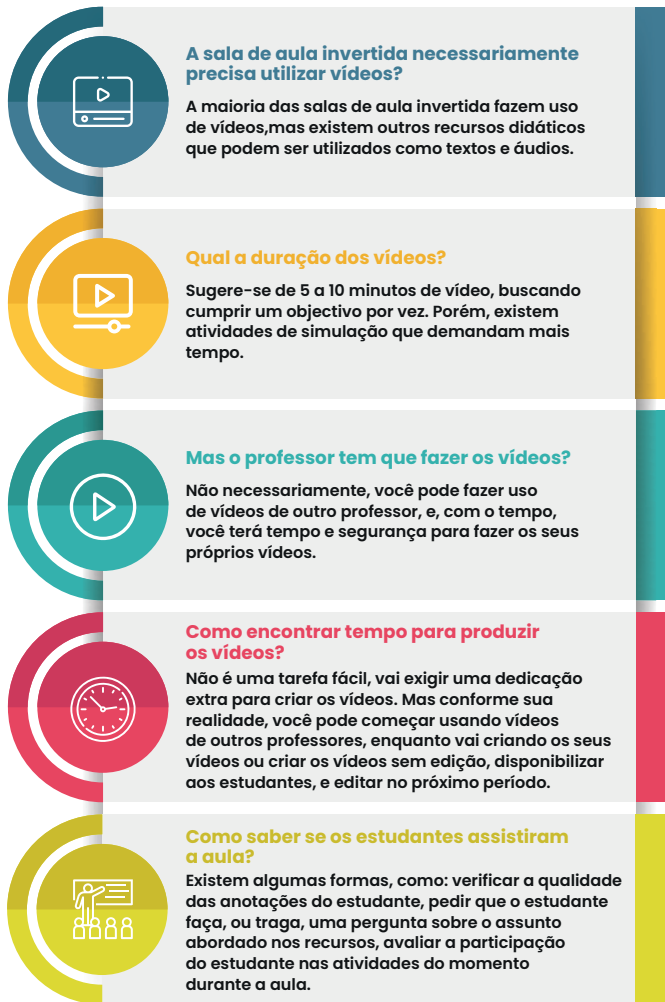 A sala de aula invertida necessariamente
precisa utilizar vídeos?
A maioria das salas de aula invertida fazem uso
de vídeos,mas existem outros recursos didáticos
que podem ser utilizados como textos e áudios.
Qual a duração dos vídeos?
Sugere-se de 5 a 10 minutos de vídeo, buscando
cumprir um objectivo por vez. Porém, existem
atividades de simulação que demandam mais
tempo.
Mas o professor tem que fazer os vídeos?
Não necessariamente, você pode fazer uso
de vídeos de outro professor, e, com o tempo,
você terá tempo e segurança para fazer os seus
próprios vídeos.
Como encontrar tempo para produzir
os vídeos?
Não é uma tarefa fácil, vai exigir uma dedicação
extra para criar os vídeos. Mas conforme sua
realidade, você pode começar usando vídeos
de outros professores, enquanto vai criando os seus
vídeos ou criar os vídeos sem edição, disponibilizar
aos estudantes, e editar no próximo período.
Como saber se os estudantes assistiram
a aula?
Existem algumas formas, como: verificar a qualidade
das anotações do estudante, pedir que o estudante
faça, ou traga, uma pergunta sobre o assunto
abordado nos recursos, avaliar a participação
do estudante nas atividades do momento
durante a aula.